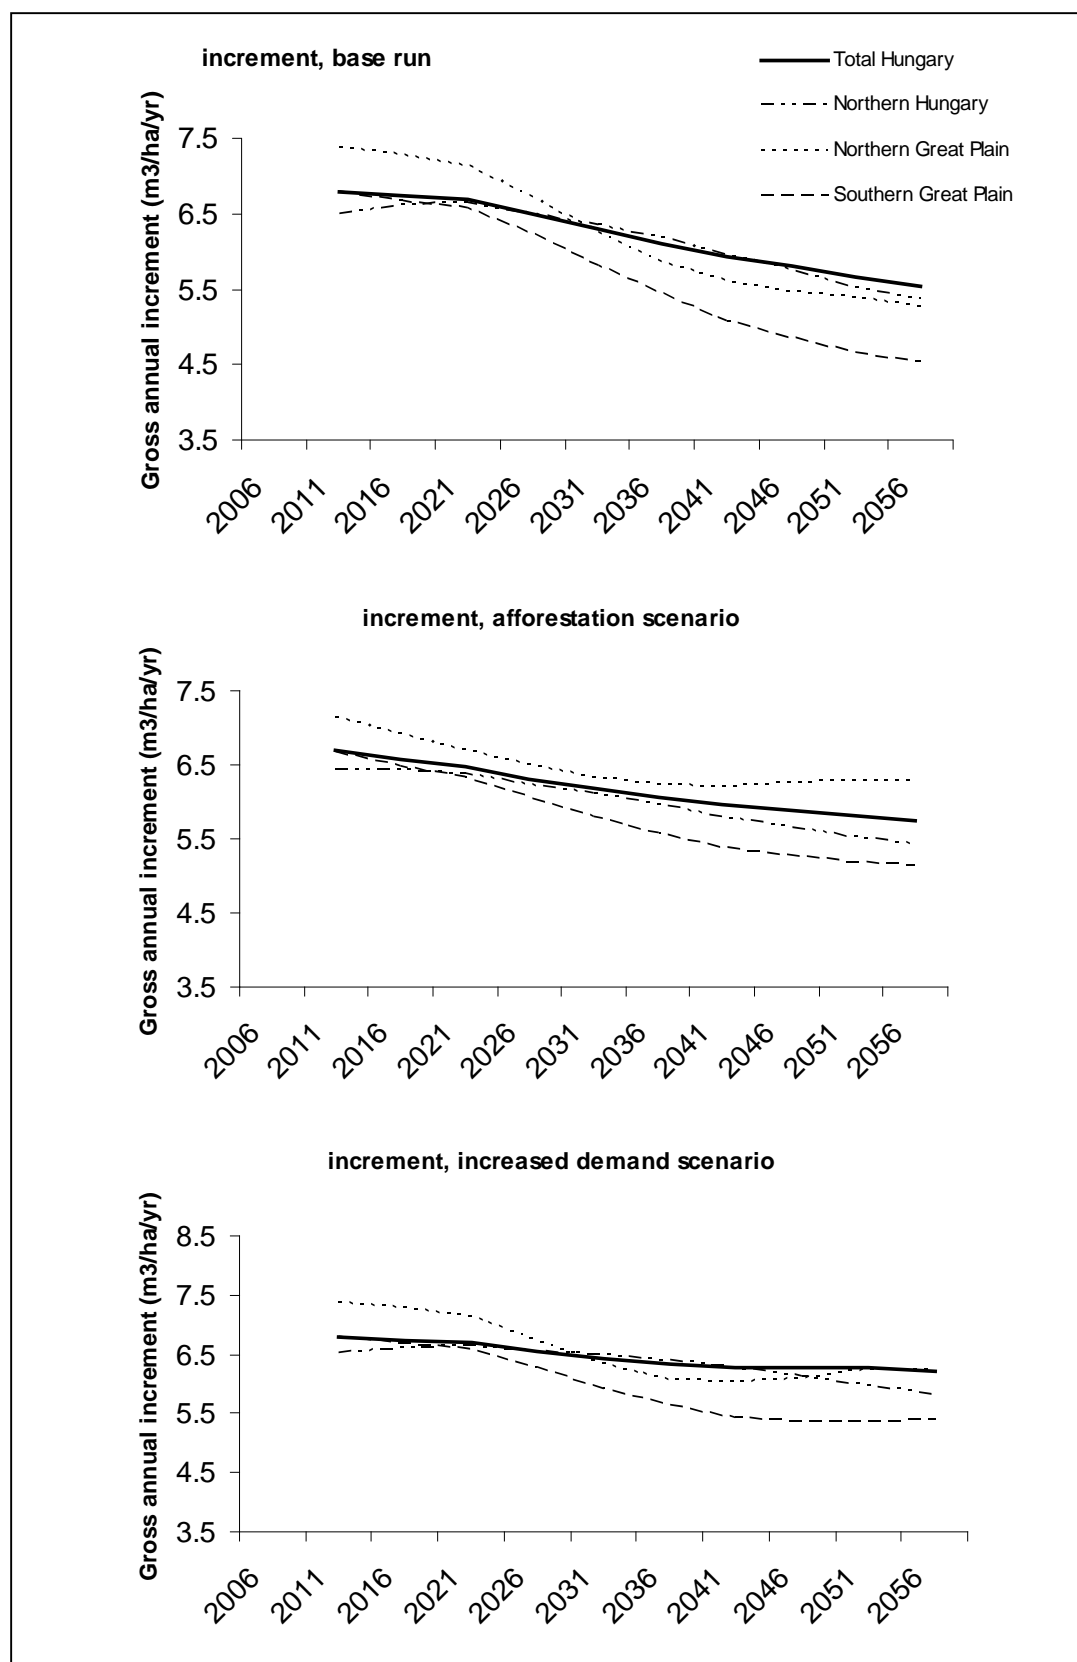 increment, base run
Total Hungary
Northern Hungary
Northern Great Plain
Southern Great Plain
Gross annual increment (m3/ha/yr)
7.5
6.5
5.5
4.5
3.5
2006 2011 2016 2021 2026 2031 2036 2041 2046 2051 2056
increment, afforestation scenario
Gross annual increment (m3/ha/yr)
7.5
6.5
5.5
4.5
3.5
2006 2011 2016 2021 2026 2031 2036 2041 2046 2051 2056
increment, increased demand scenario
Gross annual increment (m3/ha/yr)
8.5
7.5
6.5
5.5
4.5
3.5
2006 2011 2016 2021 2026 2031 2036 2041 2046 2051 2056